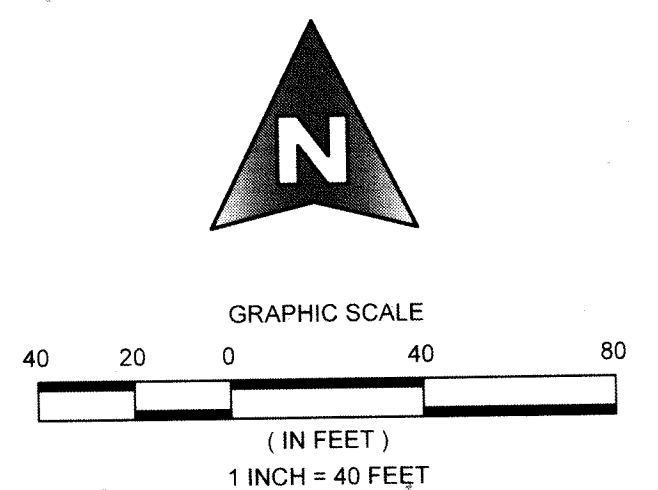 N
GRAPHIC SCALE
40 20 0 40 80
( IN FEET )
1 INCH = 40 FEET